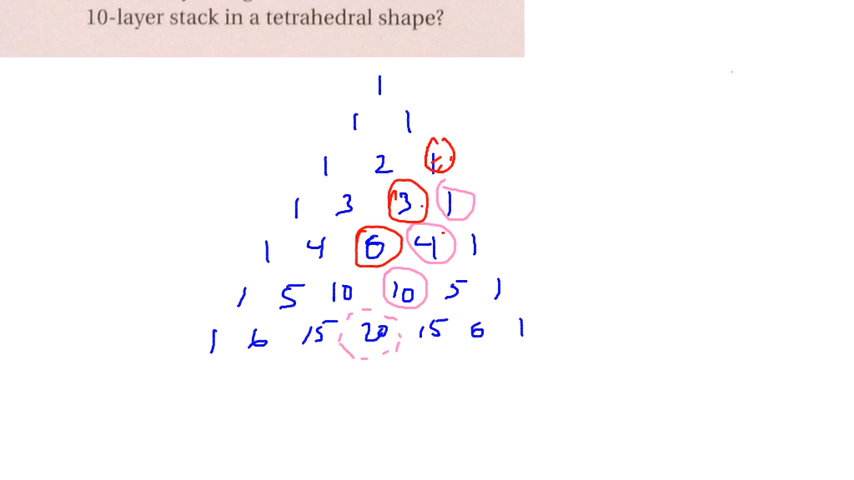 10-layer stack in a tetrahedral shape?
1
1 1
1 2 1
1 3 3 1
1 4 6 4 1
1 5 10 10 5 1
1 6 15 20 15 6 1